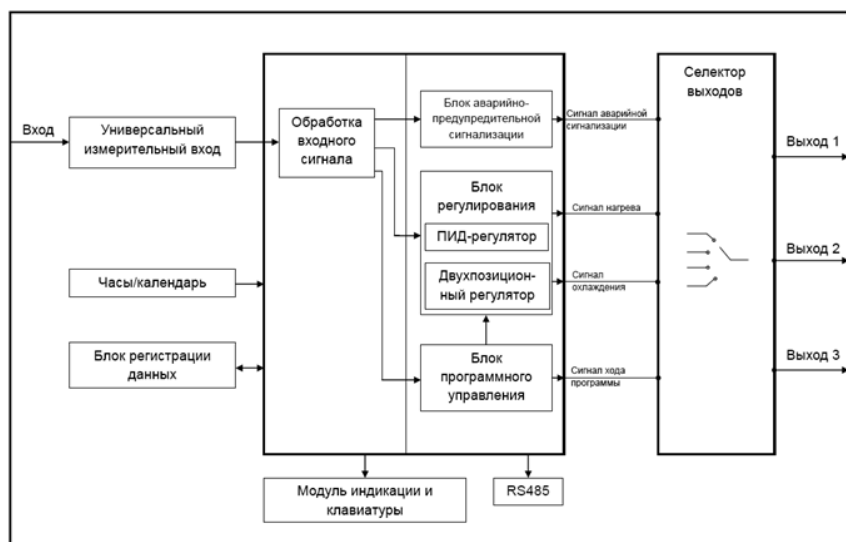 Вход
Универсальный
измерительный вход
Часы/календарь
Блок регистрации
данных
Обработка
входного
сигнала
Блок аварийно-
предупредительной
сигнализации
Блок
регулирования
ПИД-регулятор
Двухпозицион-
ный регулятор
Блок
программного
управления
Модуль индикации и
клавиатуры
RS485
Сигнал аварийной
сигнализации
Сигнал нагрева
Сигнал
охлаждения
Сигнал хода
программы
Селектор
выходов
Выход 1
Выход 2
Выход 3